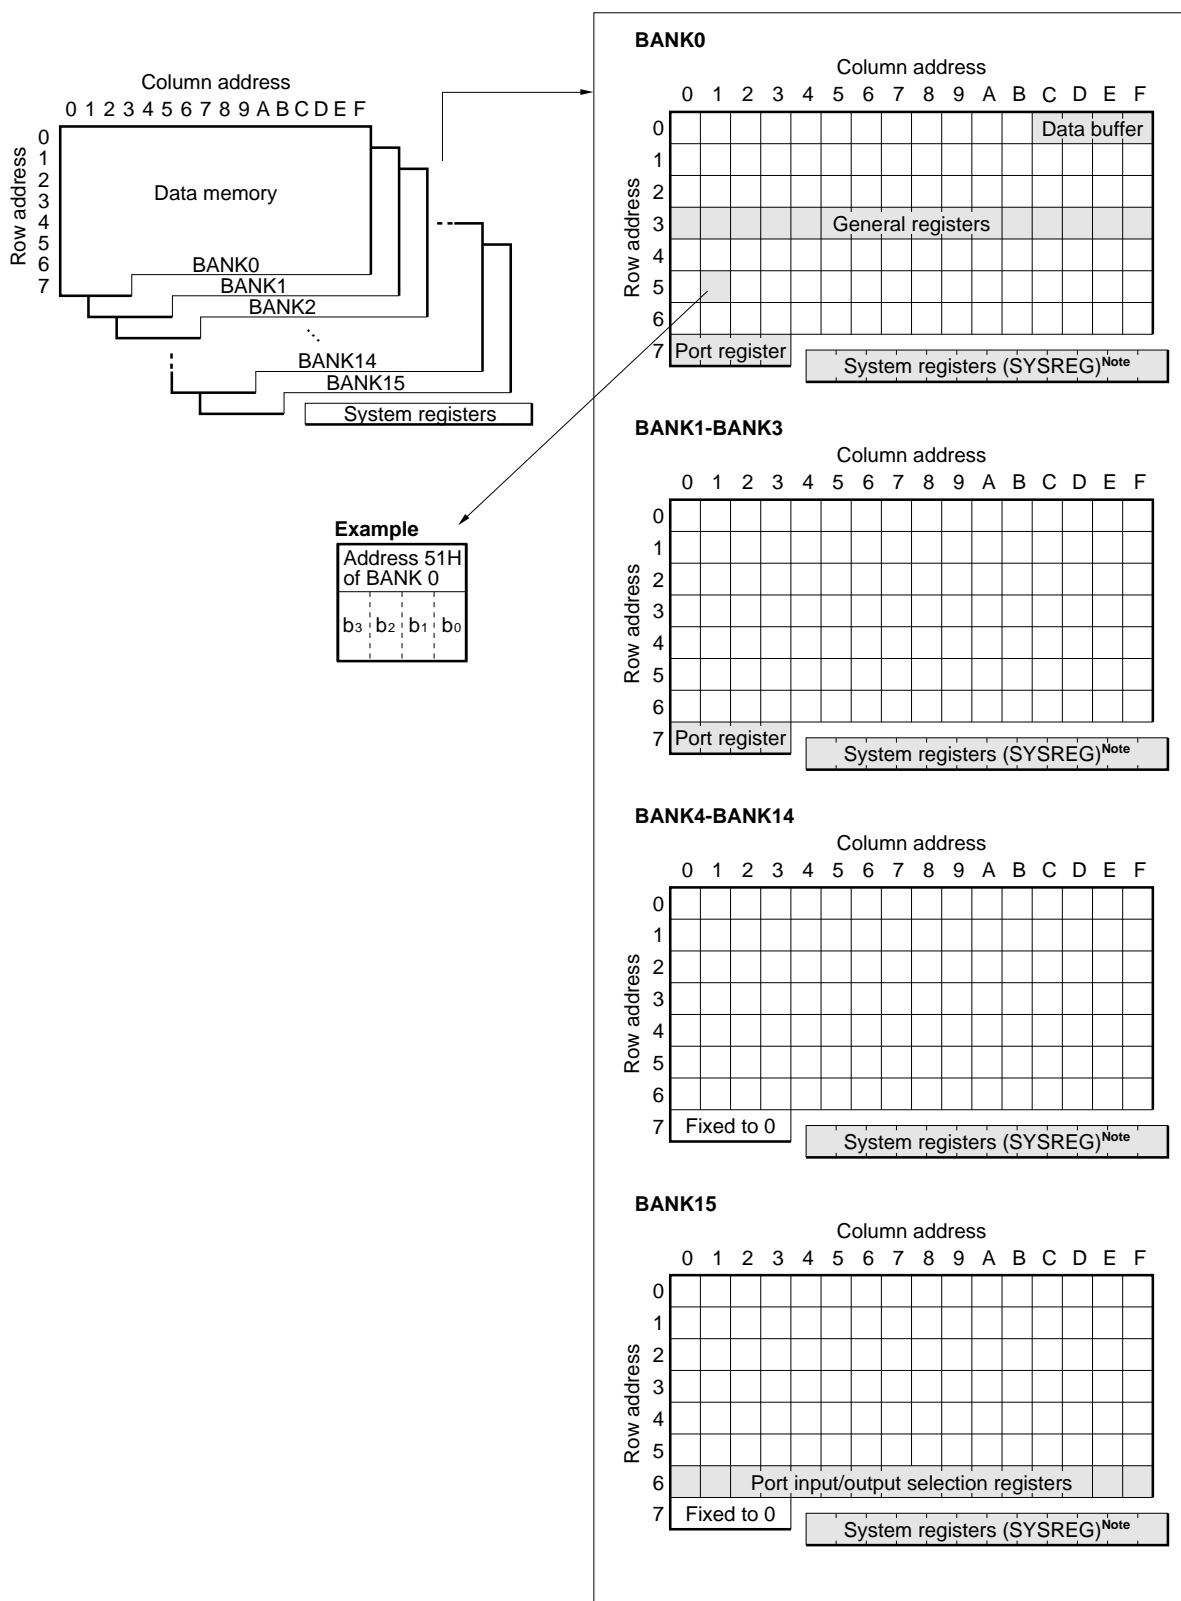 Column address
0 1 2 3 4 5 6 7 8 9 A B C D E F
Row address
0
1
2
3
4
5
6
7
Data memory
BANK0
BANK1
BANK2
BANK14
BANK15
System registers
Example
Address 51H
of BANK 0
b3 b2 b1 b0
BANK0
Column address
0 1 2 3 4 5 6 7 8 9 A B C D E F
Row address
0 Data buffer
1
2
3 General registers
4
5
6
7 Port register System registers (SYSREG)Note
BANK1-BANK3
Column address
0 1 2 3 4 5 6 7 8 9 A B C D E F
Row address
0
1
2
3
4
5
6
7 Port register System registers (SYSREG)Note
BANK4-BANK14
Column address
0 1 2 3 4 5 6 7 8 9 A B C D E F
Row address
0
1
2
3
4
5
6
7 Fixed to 0 System registers (SYSREG)Note
BANK15
Column address
0 1 2 3 4 5 6 7 8 9 A B C D E F
Row address
0
1
2
3
4
5
6 Port input/output selection registers
7 Fixed to 0 System registers (SYSREG)Note